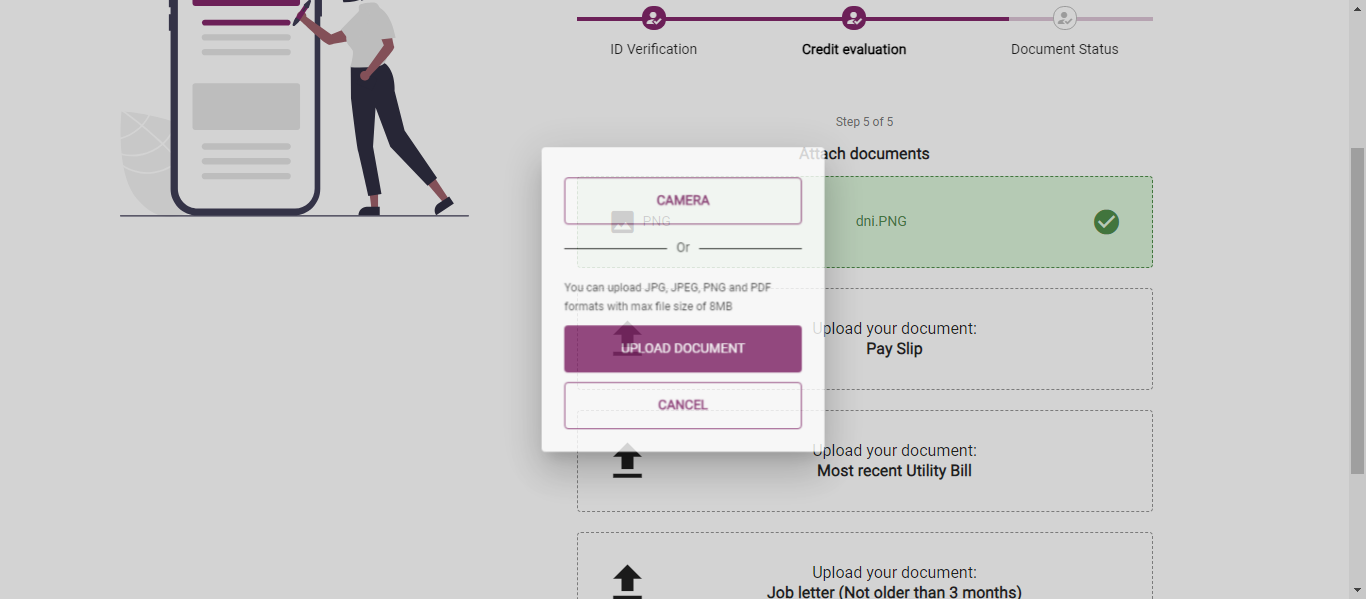 ID Verification
Credit evaluation
Document Status
Step 5 of 5
Attach documents
CAMERA
PNG
dni.PNG
Or
You can upload JPG, JPEG, PNG and PDF
formats with max file size of 8MB
UPLOAD DOCUMENT
CANCEL
Upload your document:
Pay Slip
Upload your document:
Most recent Utility Bill
Upload your document:
Job letter (Not older than 3 months)